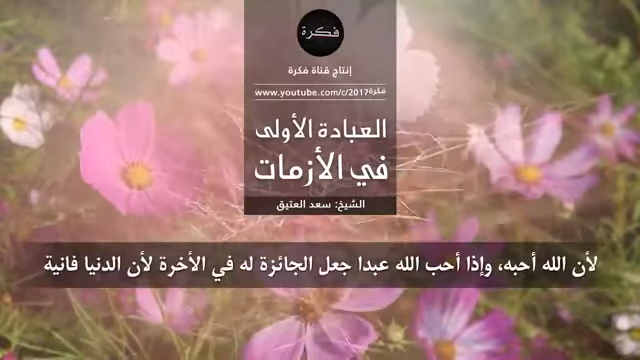 فكرة
إنتاج قناة فكرة
www.youtube.com/c/2017فكرة
العبادة الأولى
في الأزمات
الشيخ: سعد العتيق
لأن الله أحبه، وإذا أحب الله عبدا جعل الجائزة له في الأخرة لأن الدنيا فانية